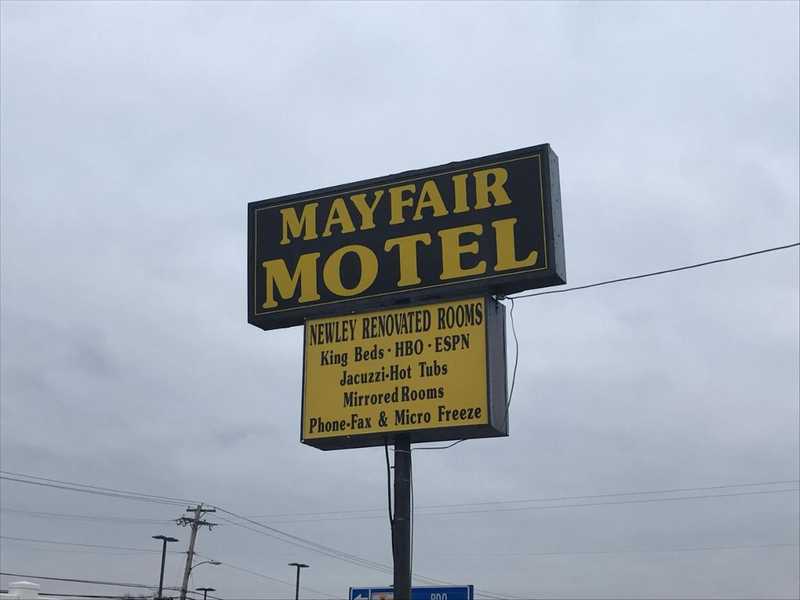 MAYFAIR
MOTEL
NEWLEY RENOVATED ROOMS
King Beds · HBO · ESPN
Jacuzzi-Hot Tubs
Mirrored Rooms
Phone-Fax & Micro Freeze